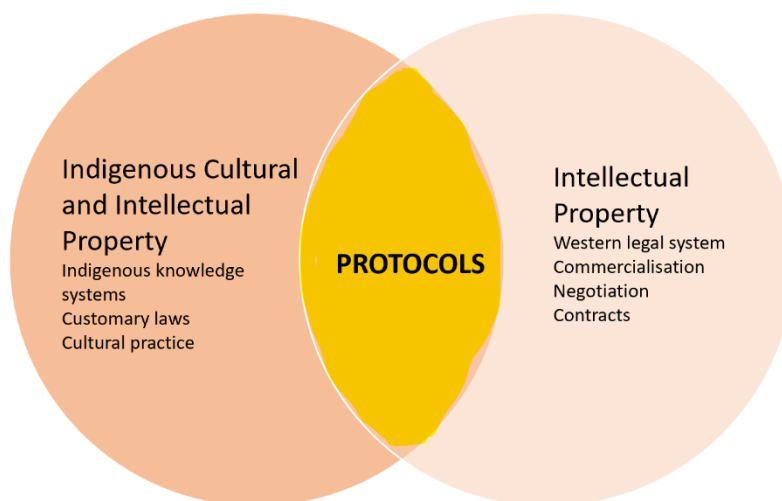 Indigenous Cultural
and Intellectual
Property
Indigenous knowledge
systems
Customary laws
Cultural practice
PROTOCOLS
Intellectual
Property
Western legal system
Commercialisation
Negotiation
Contracts